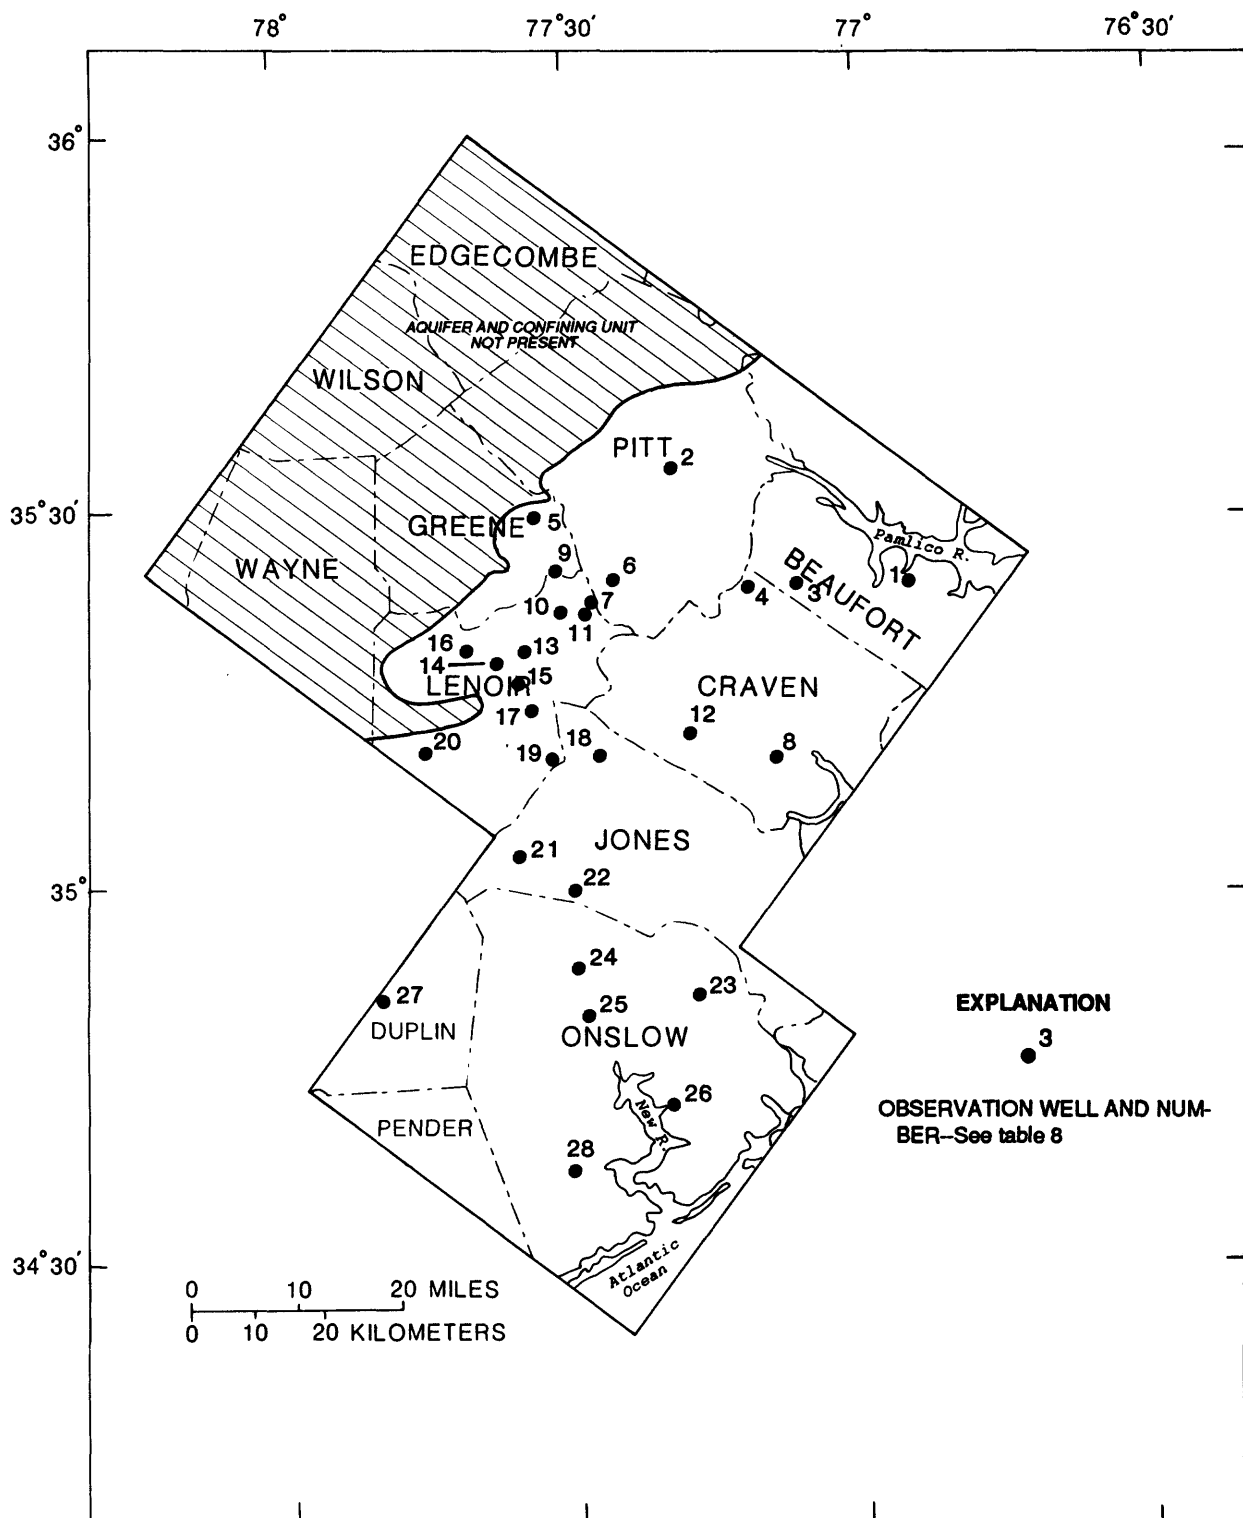 78° 77°30′ 77° 76°30′
36°
EDGECOMBE
AQUIFER AND CONFINING UNIT
NOT PRESENT
WILSON
PITT
2
35°30′
GREENE
5
Pamlico R.
WAYNE
9
6
BEAUFORT
1
3
4
7
10
11
16
13
14
15
LENOIR
CRAVEN
17
12
20
19
18
8
JONES
21
22
35°
24
23
27
25
DUPLIN
ONSLOW
EXPLANATION
3
OBSERVATION WELL AND NUM-
BER--See table 8
26
New R.
PENDER
28
34°30′
Atlantic
Ocean
0 10 20 MILES
0 10 20 KILOMETERS